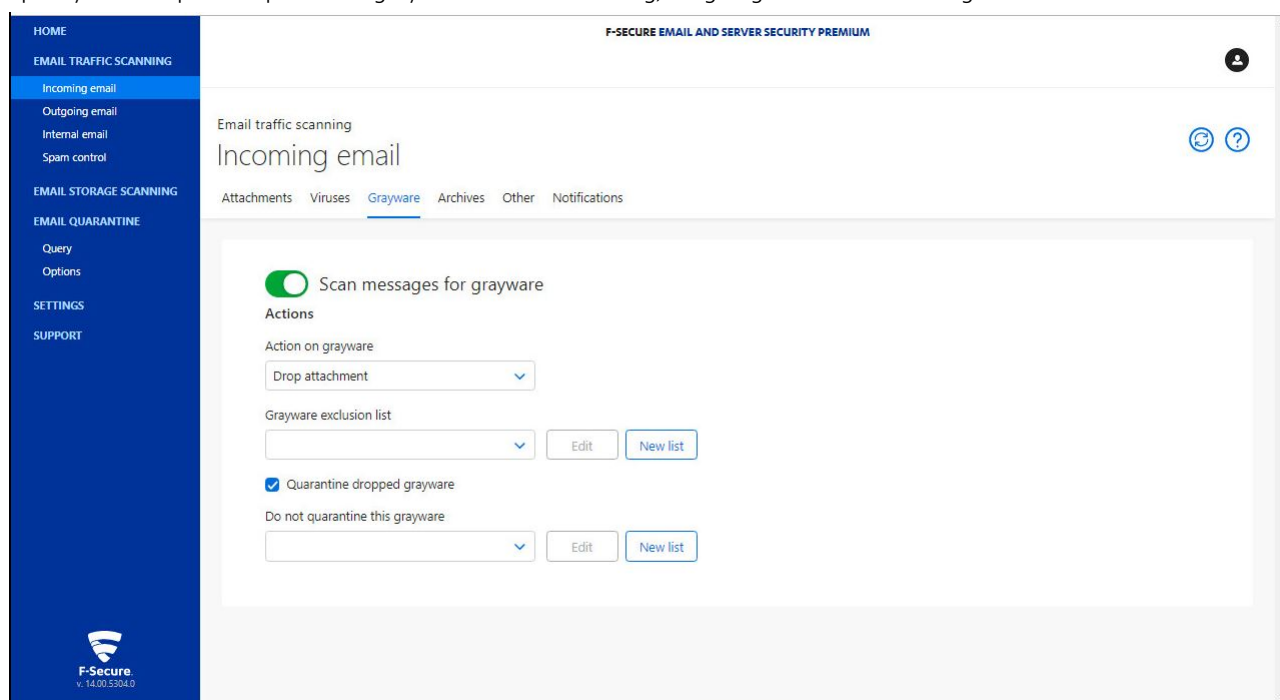 HOME
EMAIL TRAFFIC SCANNING
Incoming email
Outgoing email
Internal email
Spam control
EMAIL STORAGE SCANNING
EMAIL QUARANTINE
Query
Options
SETTINGS
SUPPORT
F-Secure.
v. 14.00.5304.0
F-SECURE EMAIL AND SERVER SECURITY PREMIUM
Email traffic scanning
Incoming email
Attachments Viruses Grayware Archives Other Notifications
Scan messages for grayware
Actions
Action on grayware
Drop attachment
Grayware exclusion list
Edit New list
Quarantine dropped grayware
Do not quarantine this grayware
Edit New list